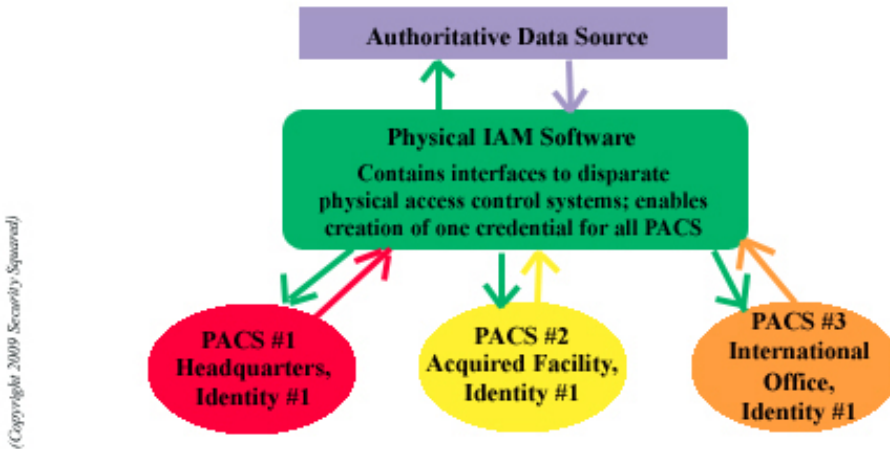 Authoritative Data Source
Physical IAM Software
Contains interfaces to disparate
physical access control systems; enables
creation of one credential for all PACS
PACS #1
Headquarters,
Identity #1
PACS #2
Acquired Facility,
Identity #1
PACS #3
International
Office,
Identity #1
(Copyright 2009 Security Squared)